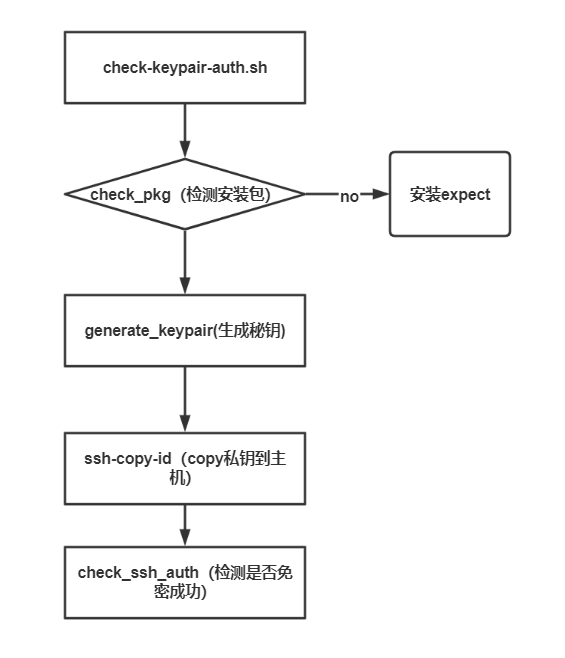 check-keypair-auth.sh
check_pkg（检测安装包）
no
安装expect
generate_keypair(生成秘钥)
ssh-copy-id（copy私钥到主
机）
check_ssh_auth（检测是否免
密成功）